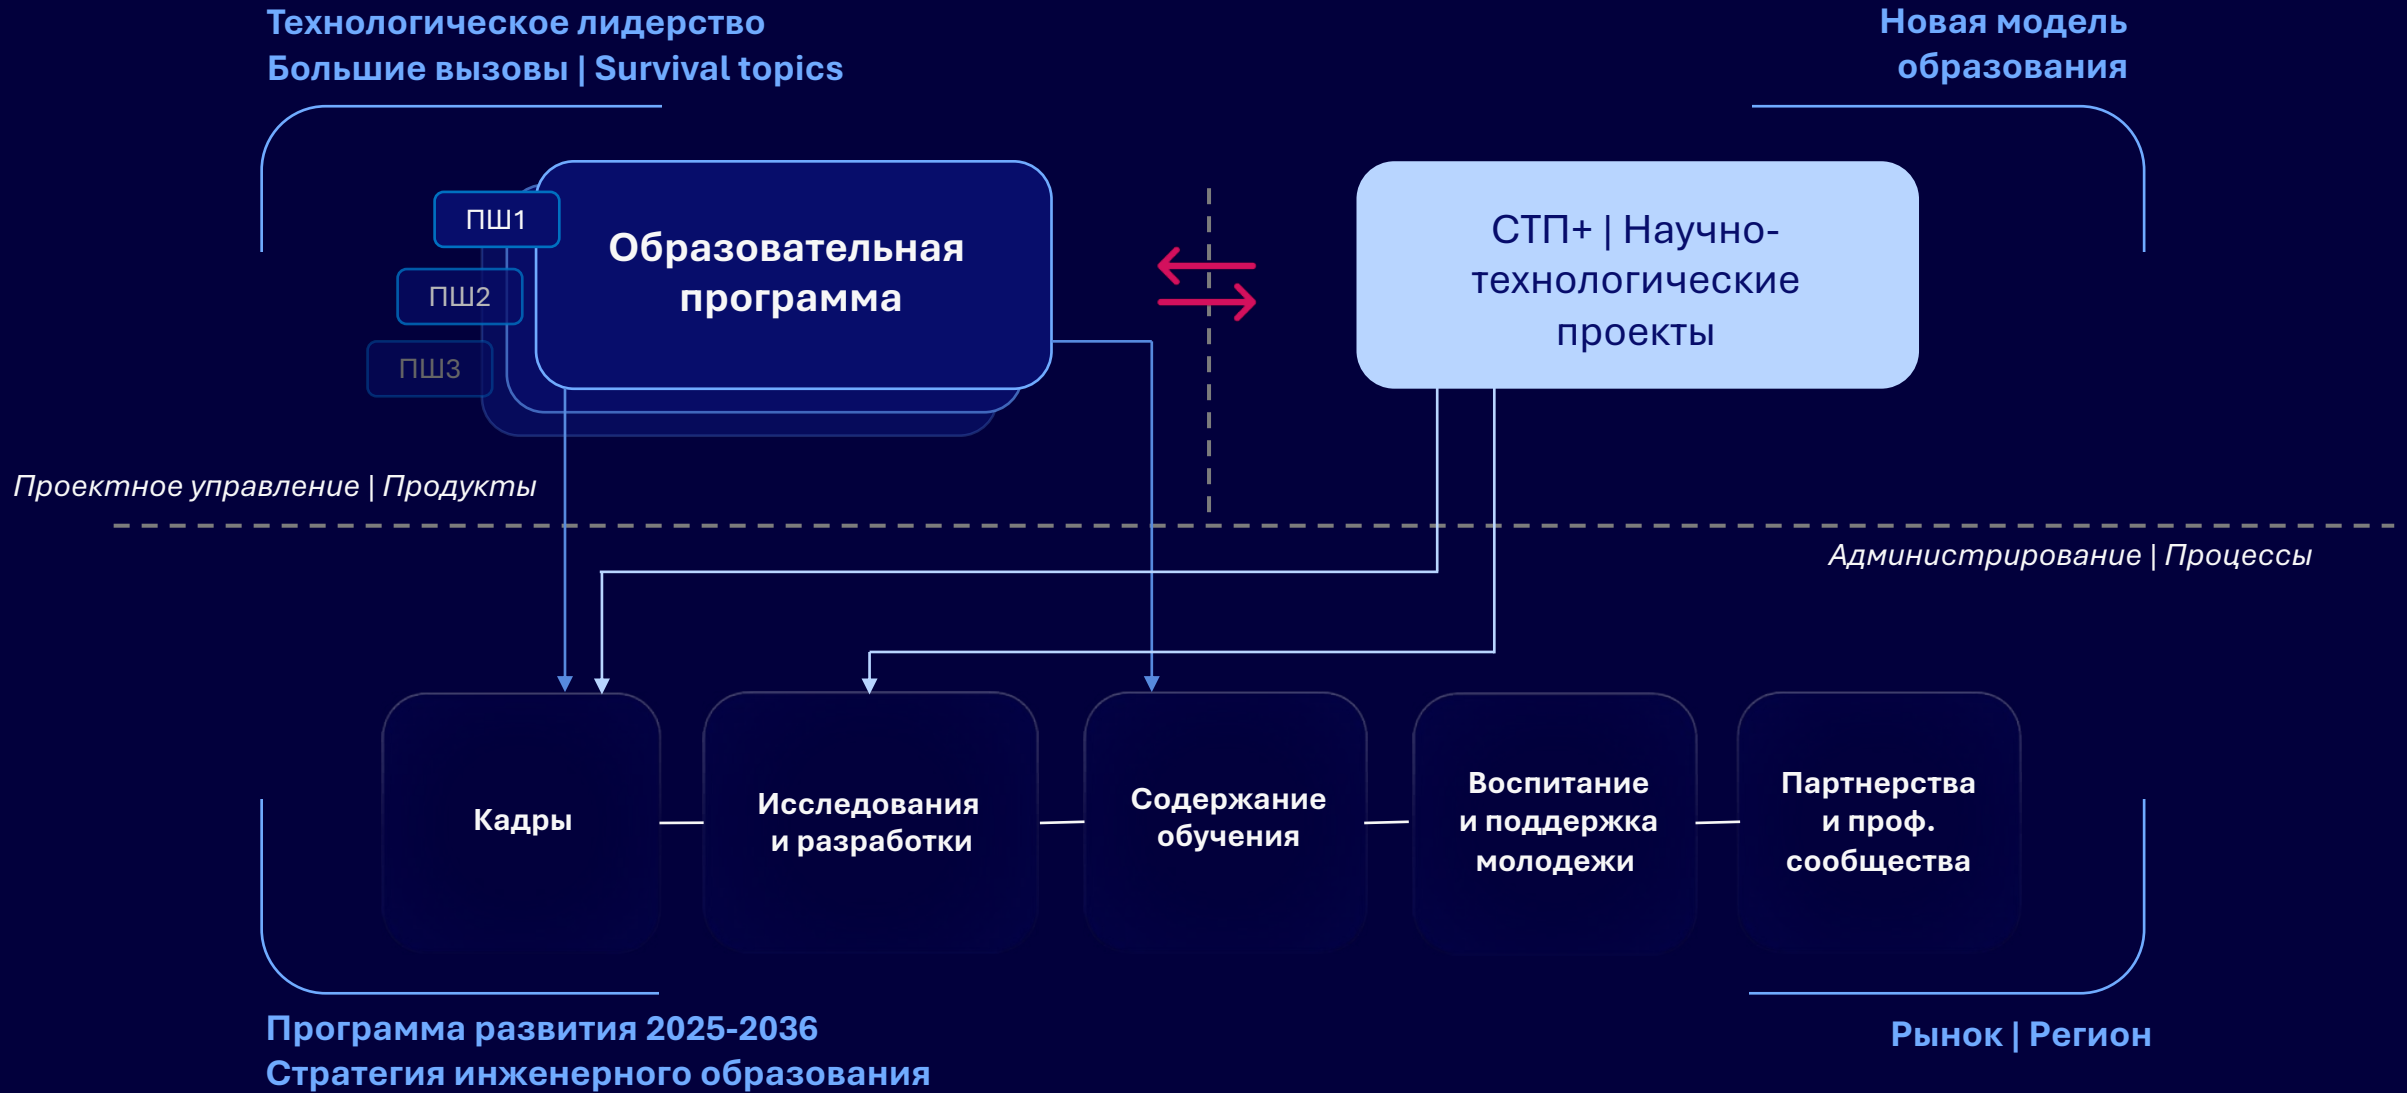 Технологическое лидерство
Большие вызовы | Survival topics
Новая модель
образования
ПШ1
ПШ2
ПШ3
Образовательная
программа
СТП+ | Научно-
технологические
проекты
Проектное управление | Продукты
Администрирование | Процессы
Кадры
Исследования
и разработки
Содержание
обучения
Воспитание
и поддержка
молодежи
Партнерства
и проф.
сообщества
Программа развития 2025-2036
Стратегия инженерного образования
Рынок | Регион